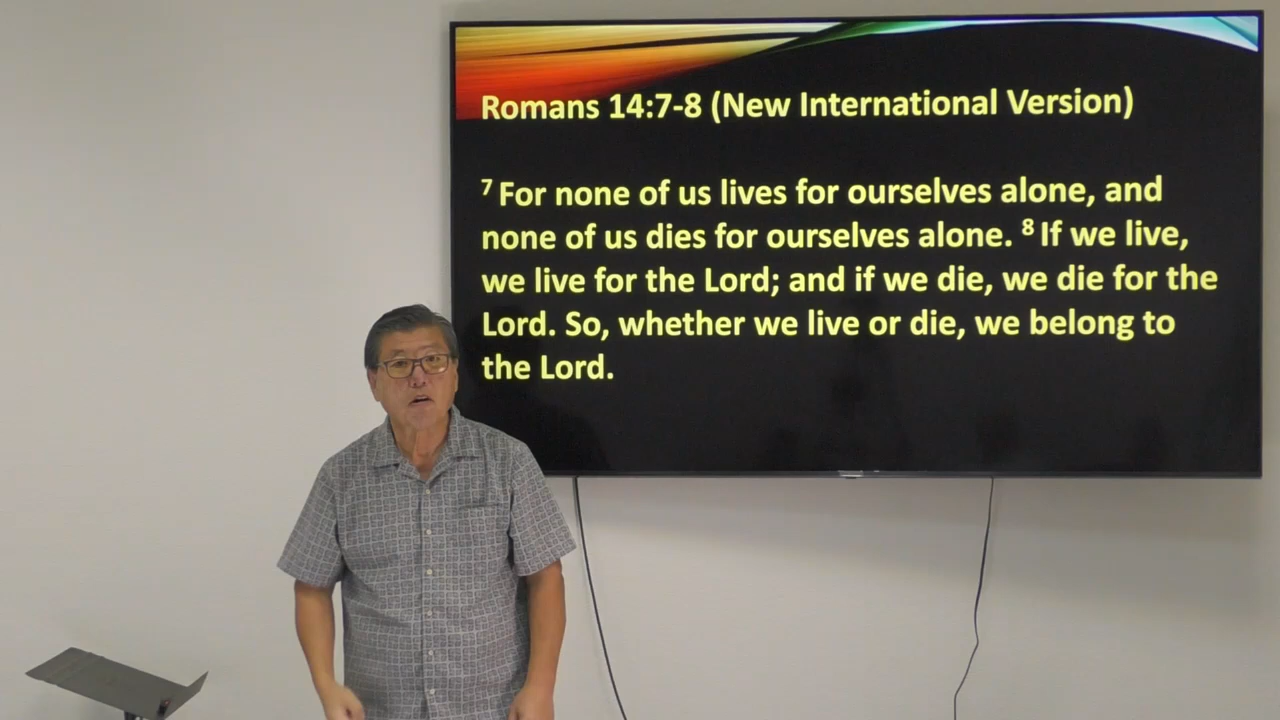 Romans 14:7-8 (New International Version)
7 For none of us lives for ourselves alone, and
none of us dies for ourselves alone. 8 If we live,
we live for the Lord; and if we die, we die for the
Lord. So, whether we live or die, we belong to
the Lord.